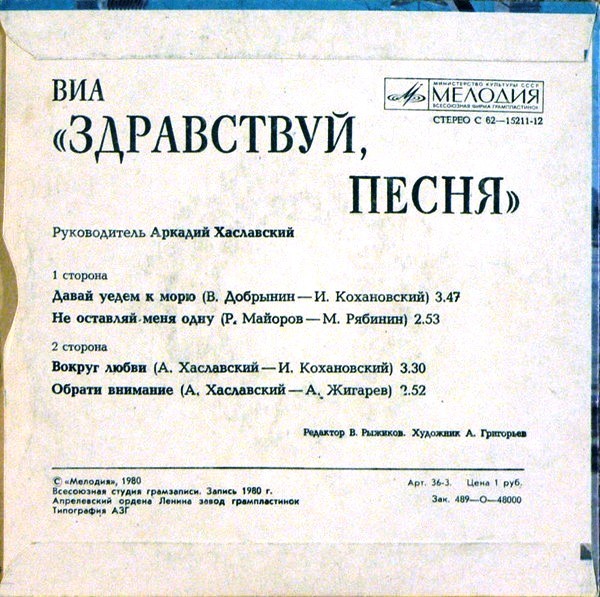 ВИА
«ЗДРАВСТВУЙ,
ПЕСНЯ»
МИНИСТЕРСТВО КУЛЬТУРЫ СССР
МЕЛОДИЯ
ВСЕСОЮЗНАЯ ФИРМА ГРАМПЛАСТИНОК
СТЕРЕО С 62—15211-12
Руководитель Аркадий Хаславский
1 сторона
Давай уедем к морю (В. Добрынин—И. Кохановский) 3.47
Не оставляй меня одну (Р. Майоров—М. Рябинин) 2.53
2 сторона
Вокруг любви (А. Хаславский—И. Кохановский) 3.30
Обрати внимание (А. Хаславский—А. Жигарев) 2.52
Редактор В. Рыжиков. Художник А. Григорьев
© «Мелодия», 1980
Всесоюзная студия грамзаписи. Запись 1980 г.
Апрелевский ордена Ленина завод грампластинок
Типография АЗГ
Арт. 36-3. Цена 1 руб.
Зак. 489—О—48000